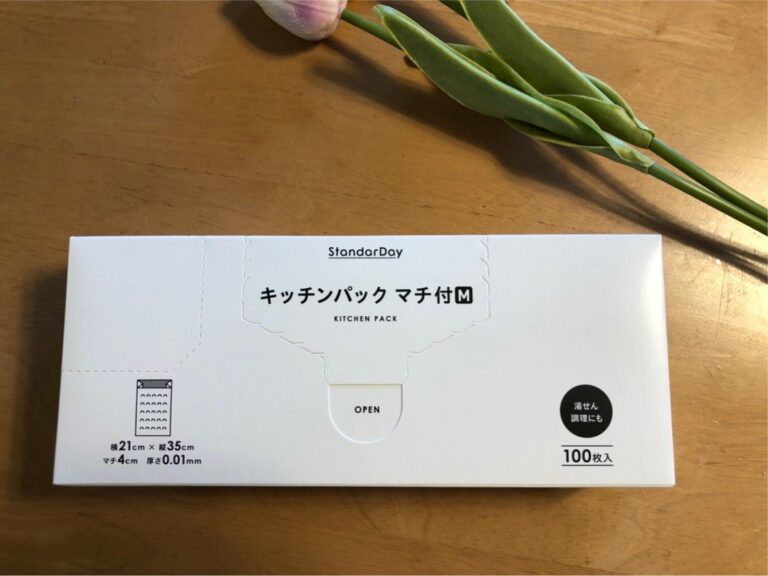 StandarDay
キッチンパック マチ付M
KITCHEN PACK
OPEN
横21cm × 縦35cm
マチ4cm 厚さ0.01mm
湯せん
調理にも
100枚入